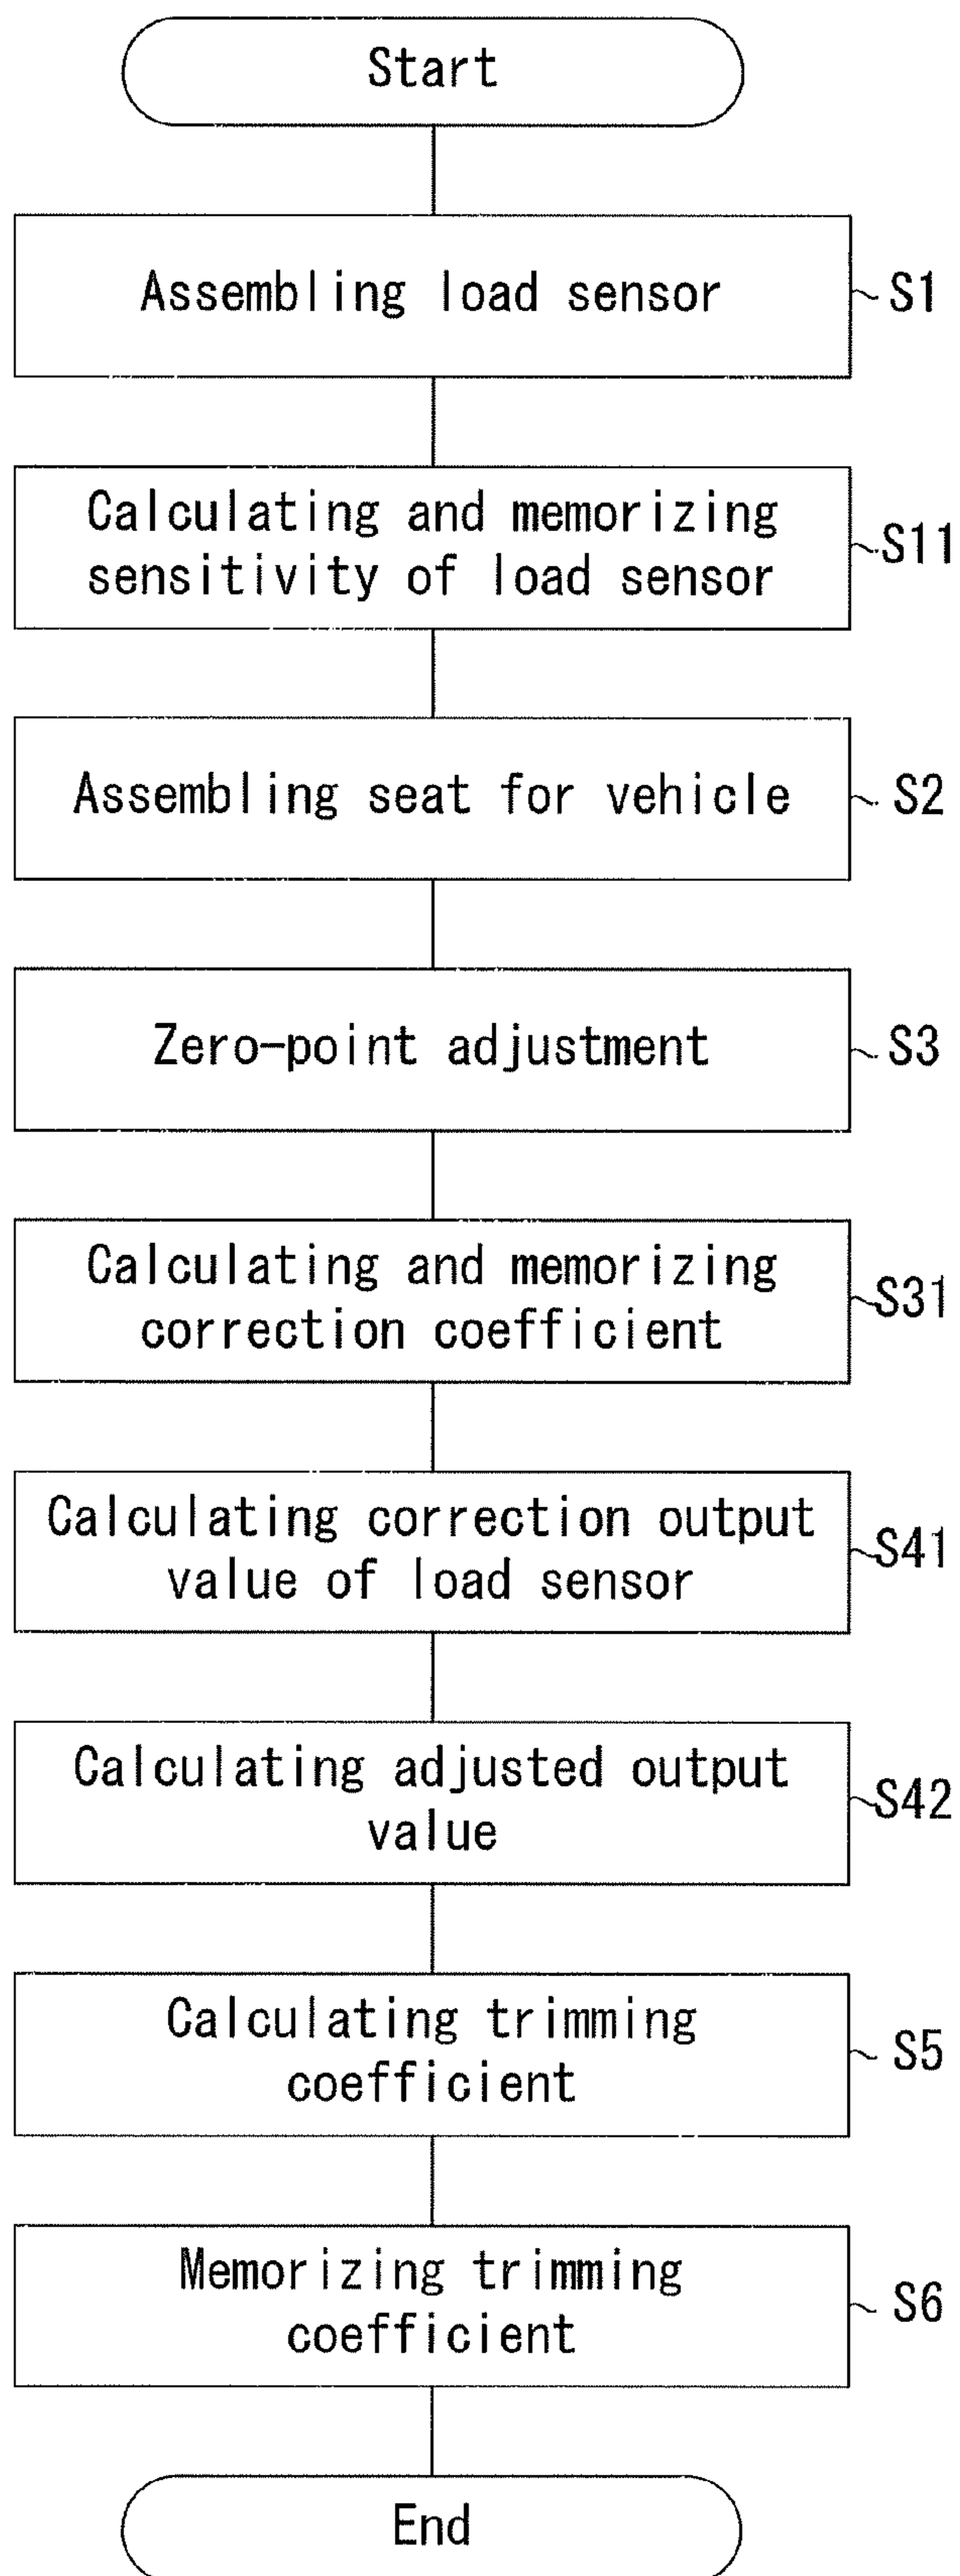 Start
Assembling load sensor
S1
Calculating and memorizing
sensitivity of load sensor
S11
Assembling seat for vehicle
S2
Zero-point adjustment
S3
Calculating and memorizing
correction coefficient
S31
Calculating correction output
value of load sensor
S41
Calculating adjusted output
value
S42
Calculating trimming
coefficient
S5
Memorizing trimming
coefficient
S6
End